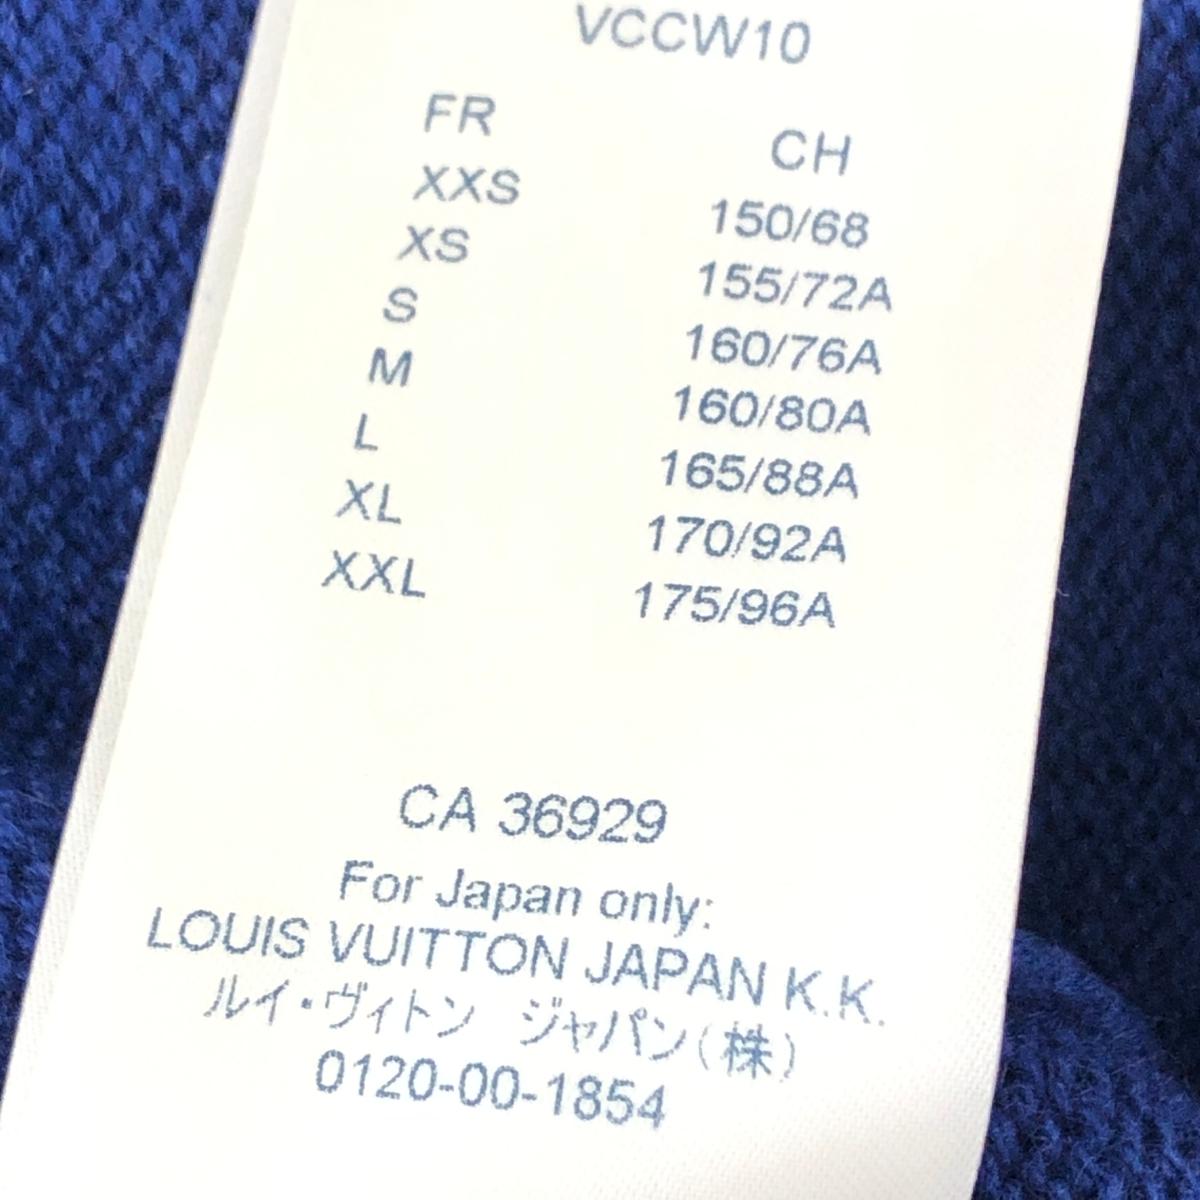 VCCW10
FR CH
XXS 150/68
XS 155/72A
S 160/76A
M 160/80A
L 165/88A
XL 170/92A
XXL 175/96A
CA 36929
For Japan only:
LOUIS VUITTON JAPAN K.K.
ルイ・ヴィトン ジャパン(株)
0120-00-1854